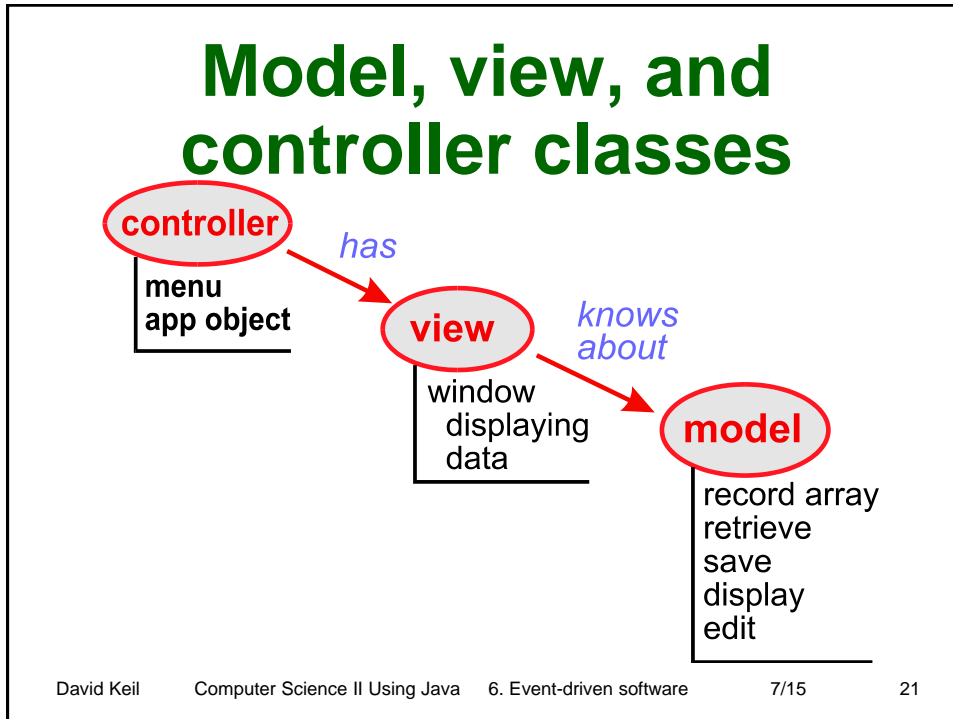 Model, view, and
controller classes
controller
has
menu
app object
view
knows
about
window
displaying
data
model
record array
retrieve
save
display
edit
David Keil Computer Science II Using Java 6. Event-driven software 7/15 21